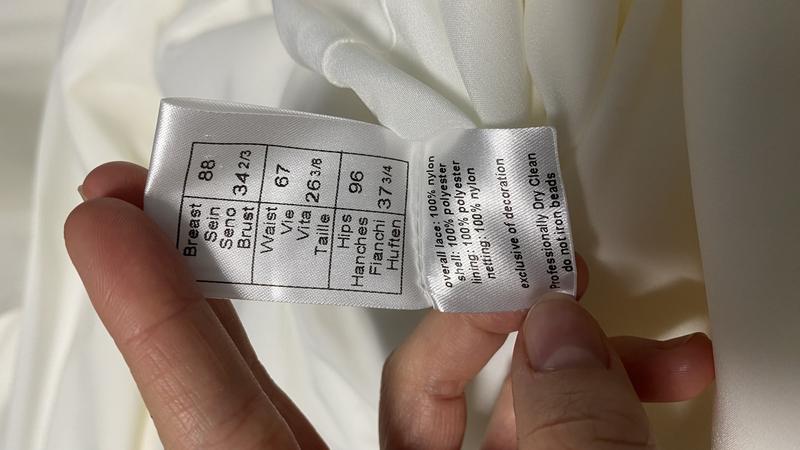 Breast
Sein 88
Seno
Brust 34 2/3
Waist
Vie 67
Vita
Taille 26 3/8
Hips
Hanches 96
Fianchi
Huften 37 3/4
overall lace: 100% nylon
shell: 100% polyester
lining: 100% polyester
netting: 100% nylon
exclusive of decoration
Professionally Dry Clean
do not iron beads